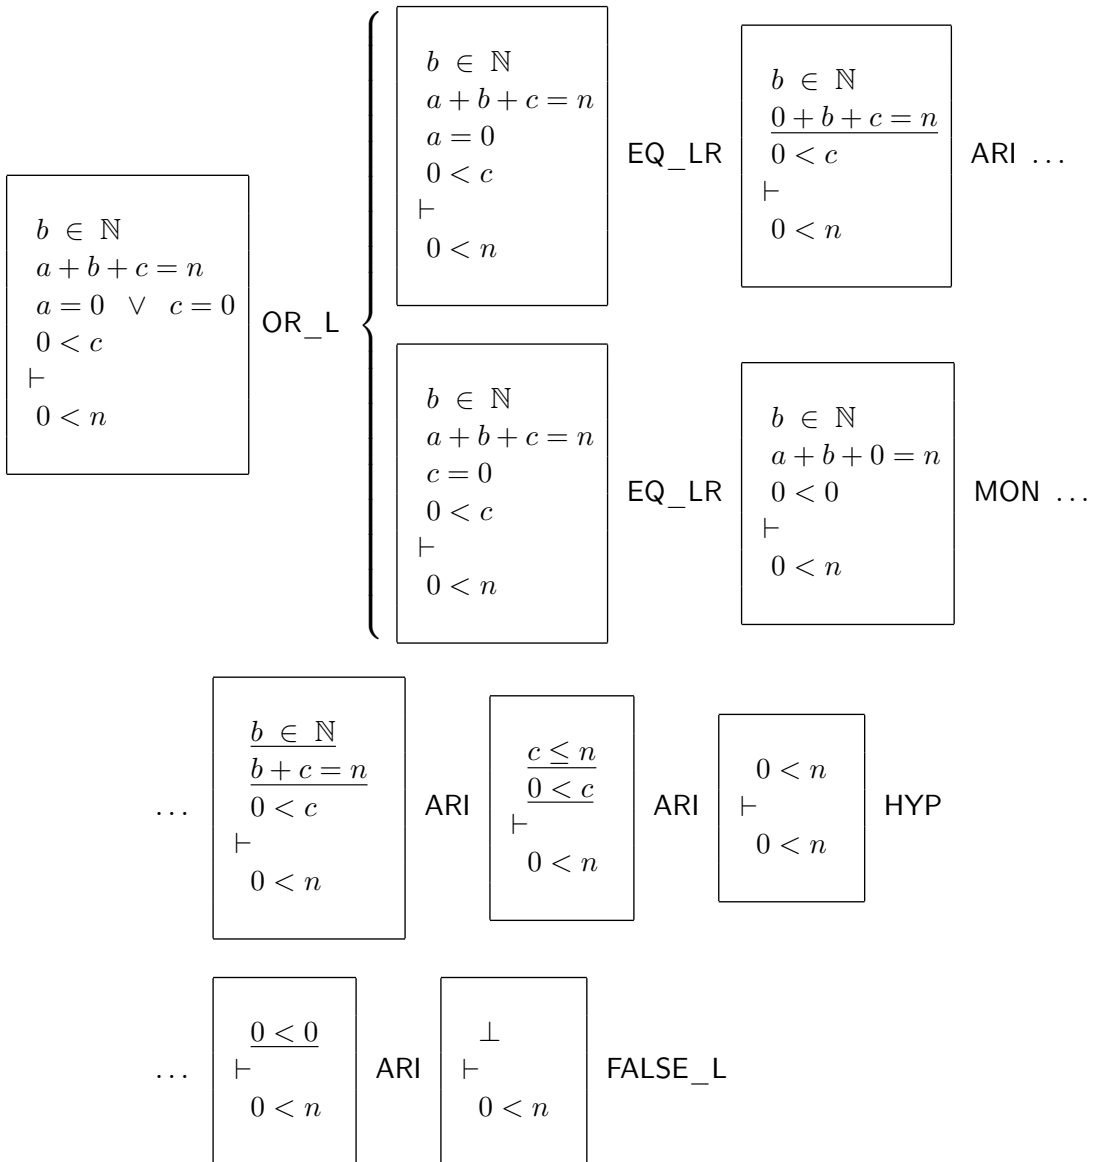 b ∈ ℕ
a + b + c = n
a = 0 ∨ c = 0
0 < c
⊢
0 < n
OR_L
b ∈ ℕ
a + b + c = n
a = 0
0 < c
⊢
0 < n
EQ_LR
b ∈ ℕ
0 + b + c = n
0 < c
⊢
0 < n
ARI …
b ∈ ℕ
a + b + c = n
c = 0
0 < c
⊢
0 < n
EQ_LR
b ∈ ℕ
a + b + 0 = n
0 < 0
⊢
0 < n
MON …
…
b ∈ ℕ
b + c = n
0 < c
⊢
0 < n
ARI
c ≤ n
0 < c
⊢
0 < n
ARI
0 < n
⊢
0 < n
HYP
…
0 < 0
⊢
0 < n
ARI
⊥
⊢
0 < n
FALSE_L